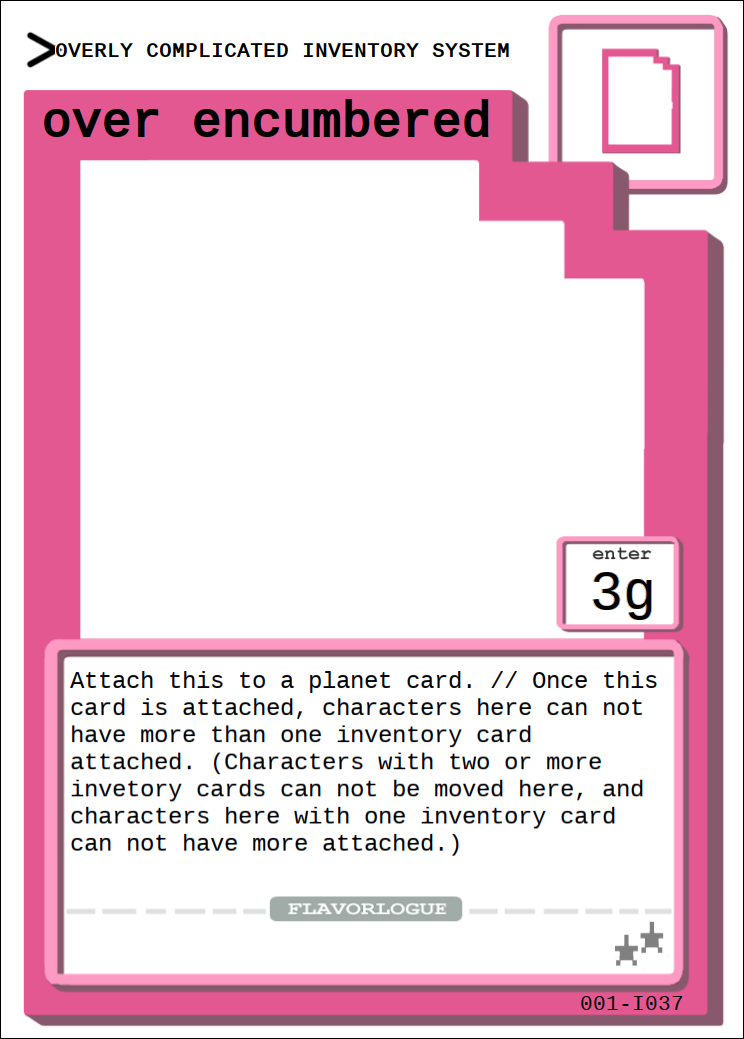 >OVERLY COMPLICATED INVENTORY SYSTEM
over encumbered
enter
3g
Attach this to a planet card. // Once this
card is attached, characters here can not
have more than one inventory card
attached. (Characters with two or more
invetory cards can not be moved here, and
characters here with one inventory card
can not have more attached.)
FLAVORLOGUE
001-I037